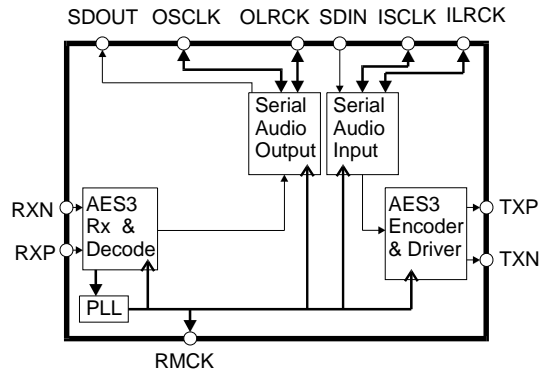 SDOUT OSCLK OLRCK SDIN ISCLK ILRCK
Serial
Audio
Output
Serial
Audio
Input
RXN
RXP
AES3
Rx &
Decode
AES3
Encoder
& Driver
TXP
TXN
PLL
RMCK